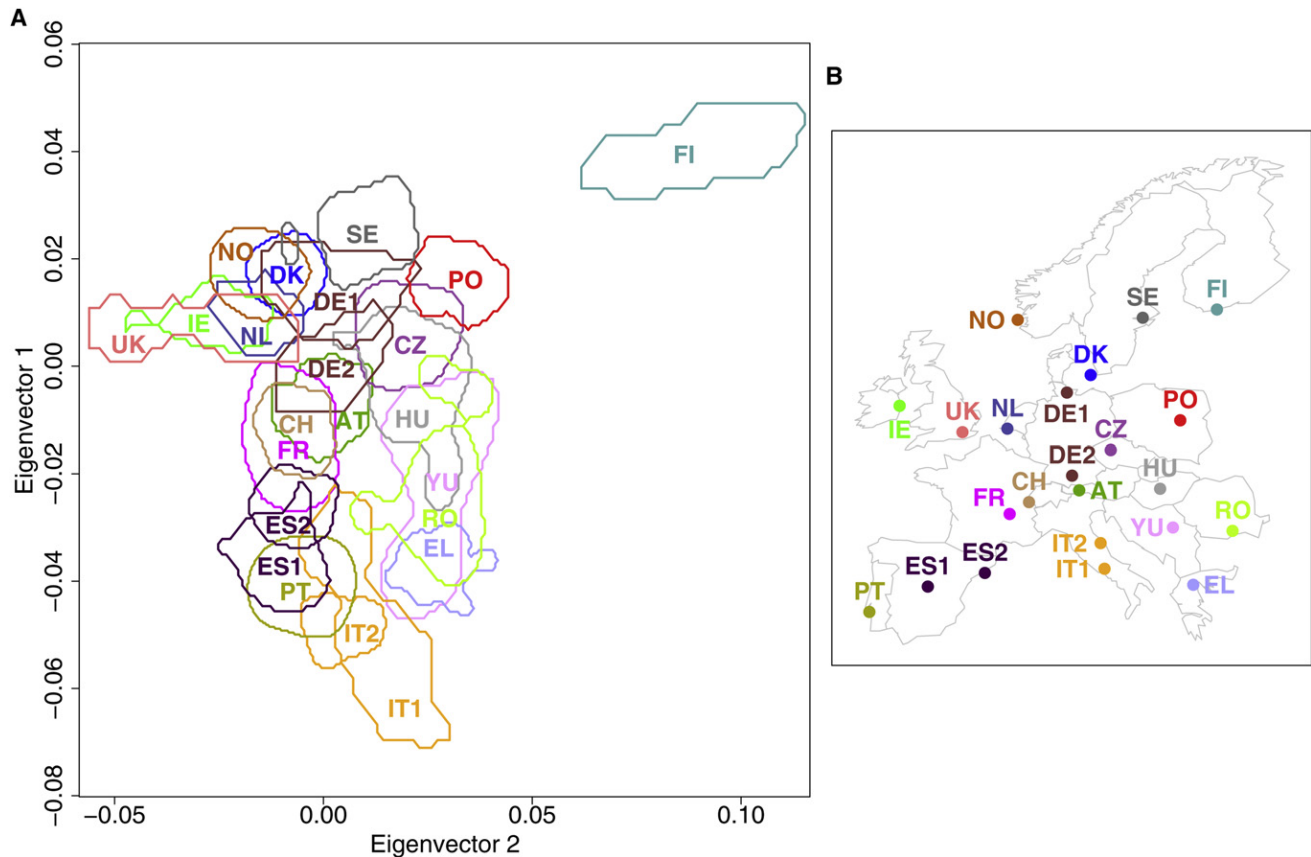 A
B
Eigenvector 1
0.06
0.04
0.02
0.00
−0.02
−0.04
−0.06
−0.08
FI
SE
NO
DK
PO
DE1
IE
NL
UK
CZ
DE2
CH
AT
HU
FR
YU
RO
ES2
EL
ES1
PT
IT2
IT1
−0.05
0.00
0.05
0.10
Eigenvector 2
SE
FI
NO
DK
IE
UK
NL
DE1
PO
CZ
DE2
CH
AT
HU
FR
YU
RO
IT2
IT1
ES1
ES2
PT
EL